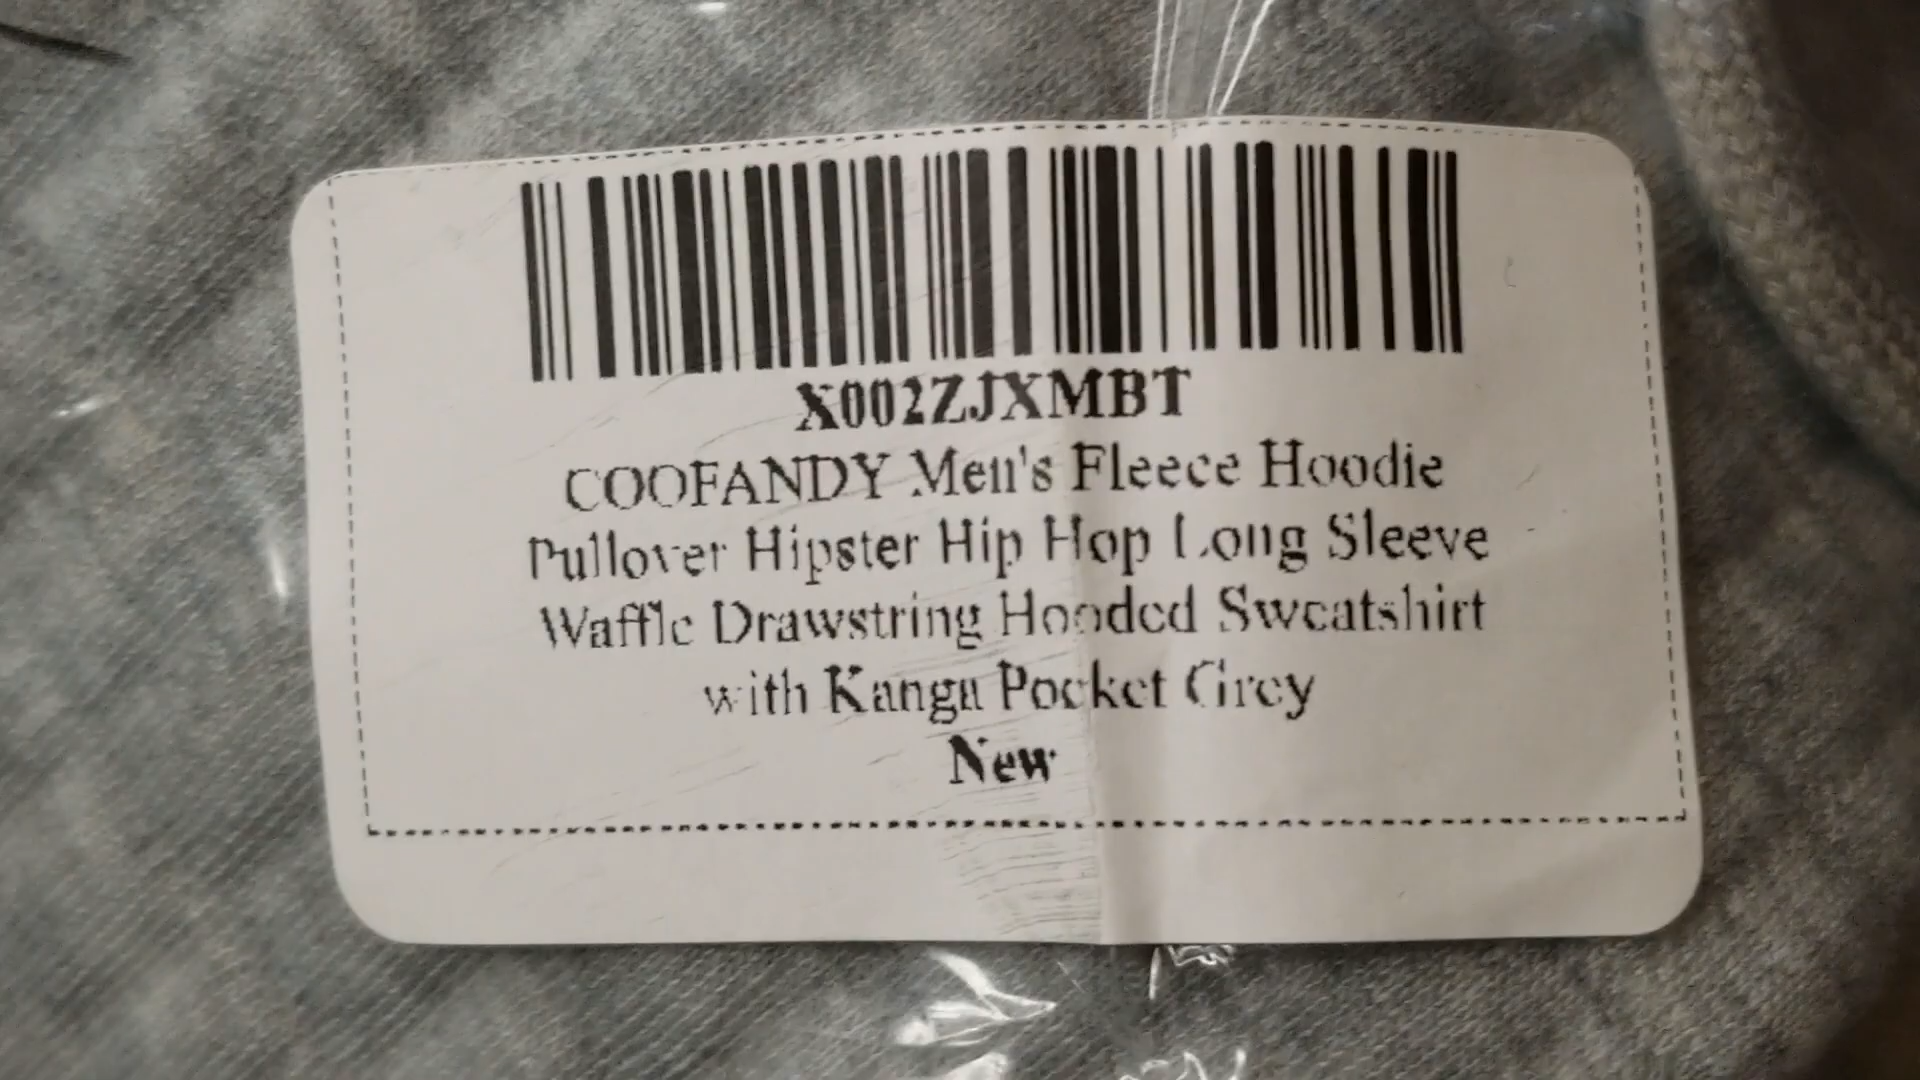 X002ZJXMBT
COOFANDY Men's Fleece Hoodie
Pullover Hipster Hip Hop Long Sleeve
Waffle Drawstring Hooded Sweatshirt
with Kanga Pocket Grey
New